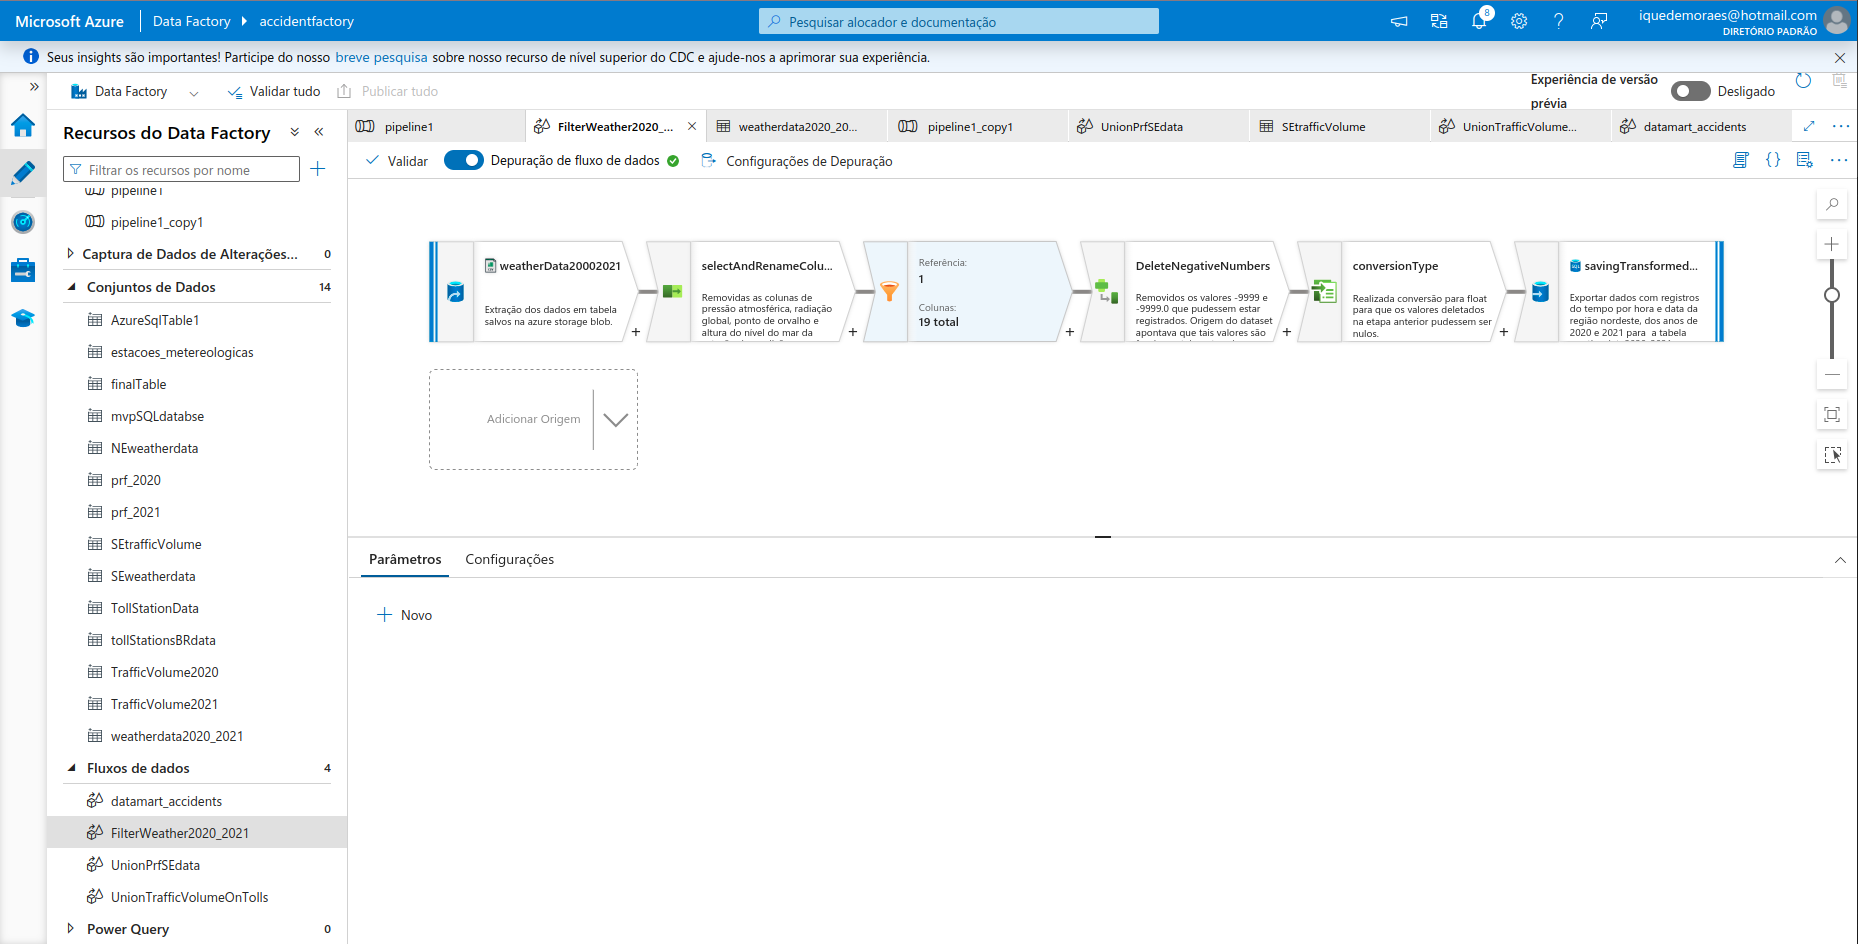 Microsoft Azure
Data Factory
accidentfactory
Pesquisar alocador e documentação
8
iquedemoraes@hotmail.com
DIRETÓRIO PADRÃO
Seus insights são importantes! Participe do nosso breve pesquisa sobre nosso recurso de nível superior do CDC e ajude-nos a aprimorar sua experiência.
Data Factory
Validar tudo
Publicar tudo
Experiência de versão
prévia
Desligado
Recursos do Data Factory
Filtrar os recursos por nome
pipeline1
pipeline1_copy1
Captura de Dados de Alterações... 0
Conjuntos de Dados 14
AzureSqlTable1
estacoes_metereologicas
finalTable
mvpSQLdatabse
NEweatherdata
prf_2020
prf_2021
SEtrafficVolume
SEweatherdata
TollStationData
tollStationsBRdata
TrafficVolume2020
TrafficVolume2021
weatherdata2020_2021
Fluxos de dados 4
datamart_accidents
FilterWeather2020_2021
UnionPrfSEdata
UnionTrafficVolumeOnTolls
Power Query 0
pipeline1
FilterWeather2020_...
weatherdata2020_20...
pipeline1_copy1
UnionPrfSEdata
SEtrafficVolume
UnionTrafficVolume...
datamart_accidents
Validar
Depuração de fluxo de dados
Configurações de Depuração
weatherData20002021
Extração dos dados em tabela
salvos na azure storage blob.
selectAndRenameColu...
Removidas as colunas de
pressão atmosférica, radiação
global, ponto de orvalho e
altura do nivel do mar da
Referência:
1
Colunas:
19 total
DeleteNegativeNumbers
Removidos os valores -9999 e
-9999.0 que pudessem estar
registrados. Origem do dataset
apontava que tais valores são
conversionType
Realizada conversão para float
para que os valores deletados
na etapa anterior pudessem ser
nulos.
savingTransformed...
Exportar dados com registros
do tempo por hora e data da
região nordeste, dos anos de
2020 e 2021 para a tabela
Adicionar Origem
Parâmetros
Configurações
Novo